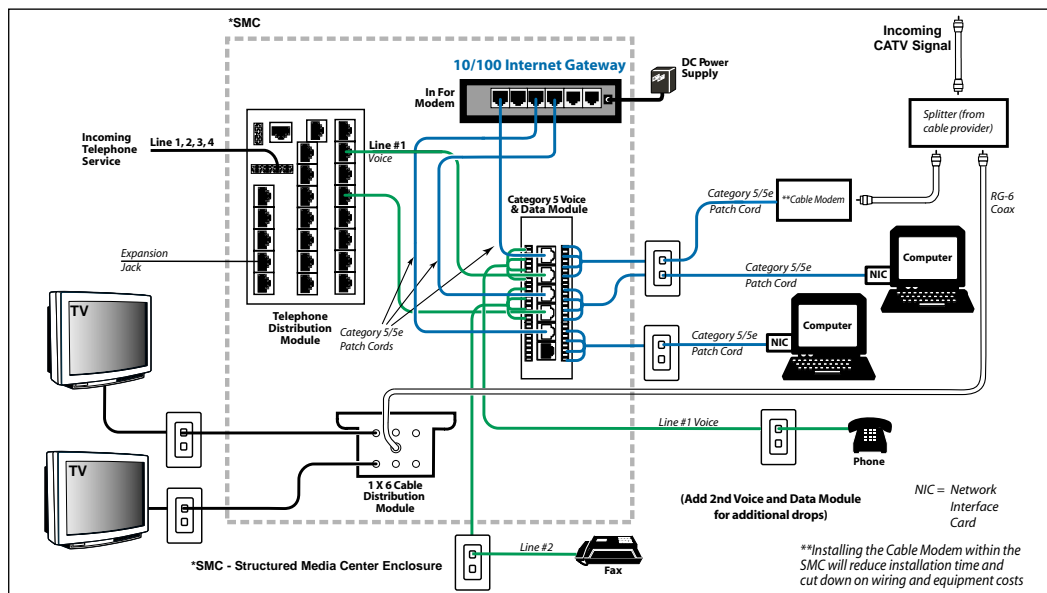 *SMC
Incoming
CATV Signal
10/100 Internet Gateway
DC Power
Supply
In For
Modem
Splitter (from
cable provider)
Incoming
Telephone
Service
Line 1, 2, 3, 4
Line #1
Voice
Category 5 Voice
& Data Module
Category 5/5e
Patch Cord
**Cable Modem
RG-6
Coax
Expansion
Jack
Computer
NIC
Category 5/5e
Patch Cord
TV
Telephone
Distribution
Module
Category 5/5e
Patch Cords
Computer
NIC
Category 5/5e
Patch Cord
Line #1 Voice
Phone
TV
1 X 6 Cable
Distribution
Module
(Add 2nd Voice and Data Module
for additional drops)
NIC = Network
Interface
Card
Line #2
Fax
*SMC - Structured Media Center Enclosure
**Installing the Cable Modem within the
SMC will reduce installation time and
cut down on wiring and equipment costs